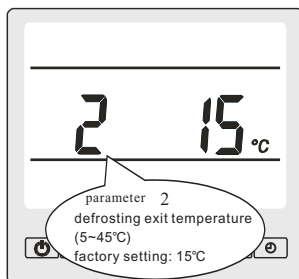 2 15 °C
parameter 2
defrosting exit temperature
(5~45℃)
factory setting: 15℃